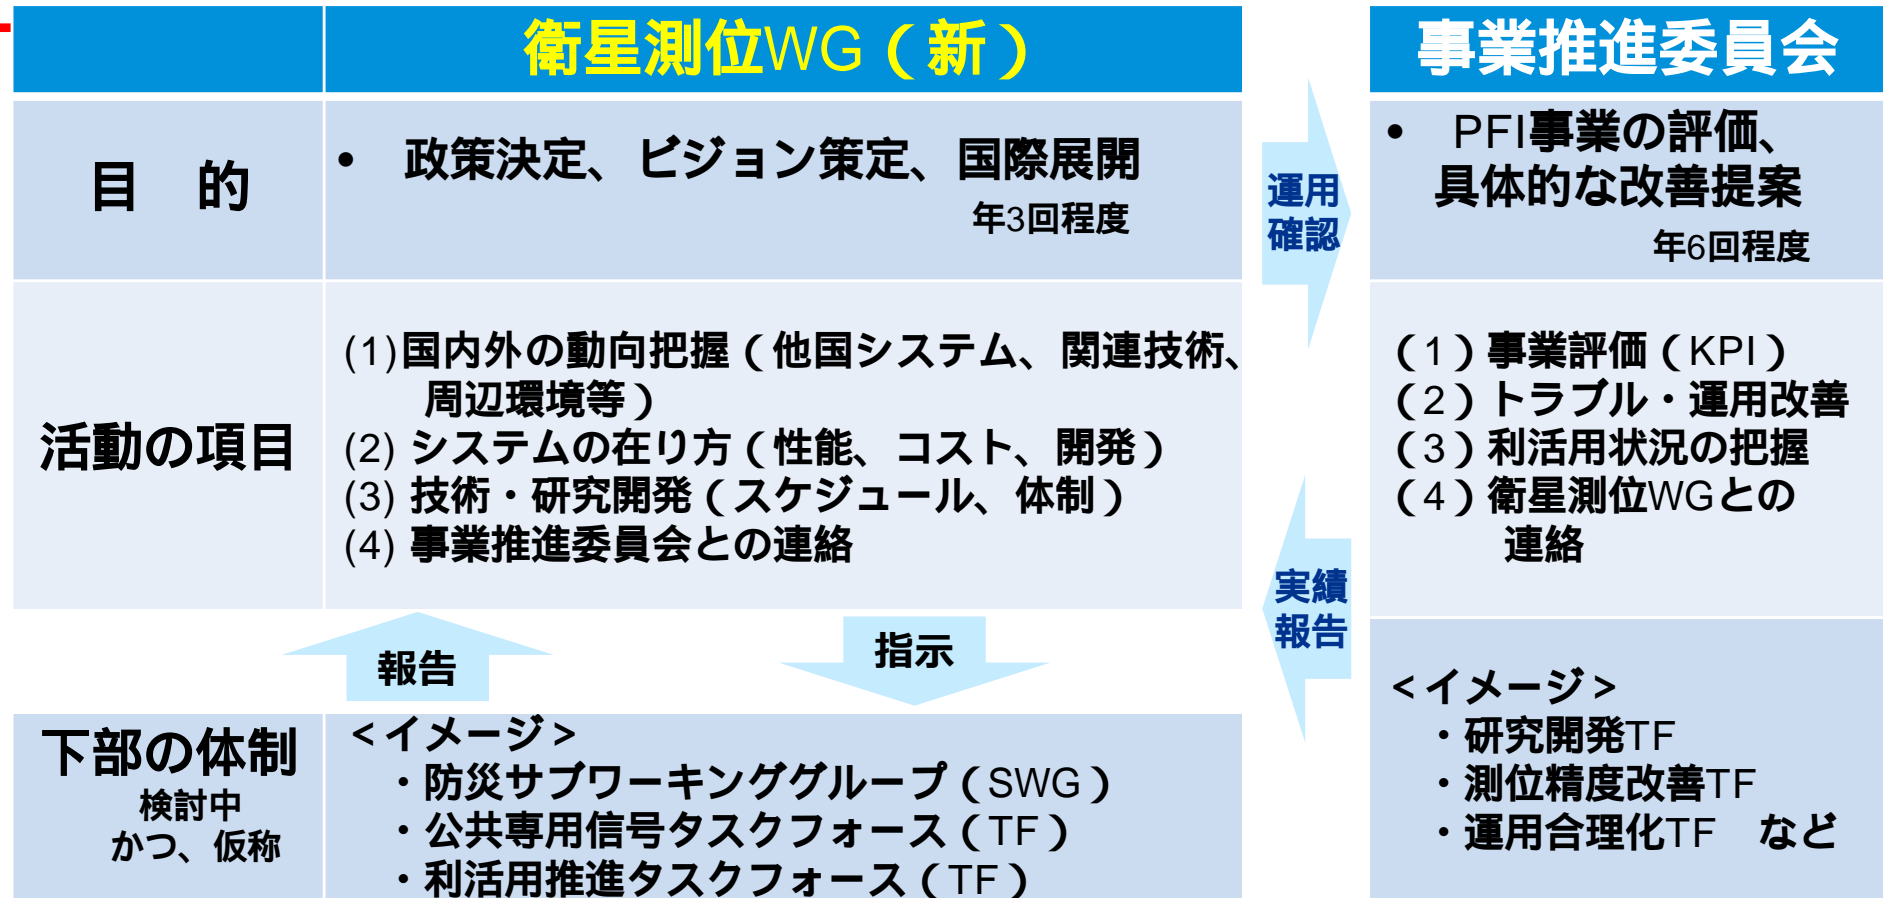 衛星測位WG（新）
事業推進委員会
目　的
• 政策決定、ビジョン策定、国際展開
年3回程度
運用
確認
• PFI事業の評価、
具体的な改善提案
年6回程度
活動の項目
(1)国内外の動向把握（他国システム、関連技術、
周辺環境等）
(2) システムの在り方（性能、コスト、開発）
(3) 技術・研究開発（スケジュール、体制）
(4) 事業推進委員会との連絡
（1）事業評価（KPI）
（2）トラブル・運用改善
（3）利活用状況の把握
（4）衛星測位WGとの
連絡
実績
報告
報告
指示
下部の体制
検討中
かつ、仮称
＜イメージ＞
・防災サブワーキンググループ（SWG）
・公共専用信号タスクフォース（TF）
・利活用推進タスクフォース（TF）
＜イメージ＞
・研究開発TF
・測位精度改善TF
・運用合理化TF　など